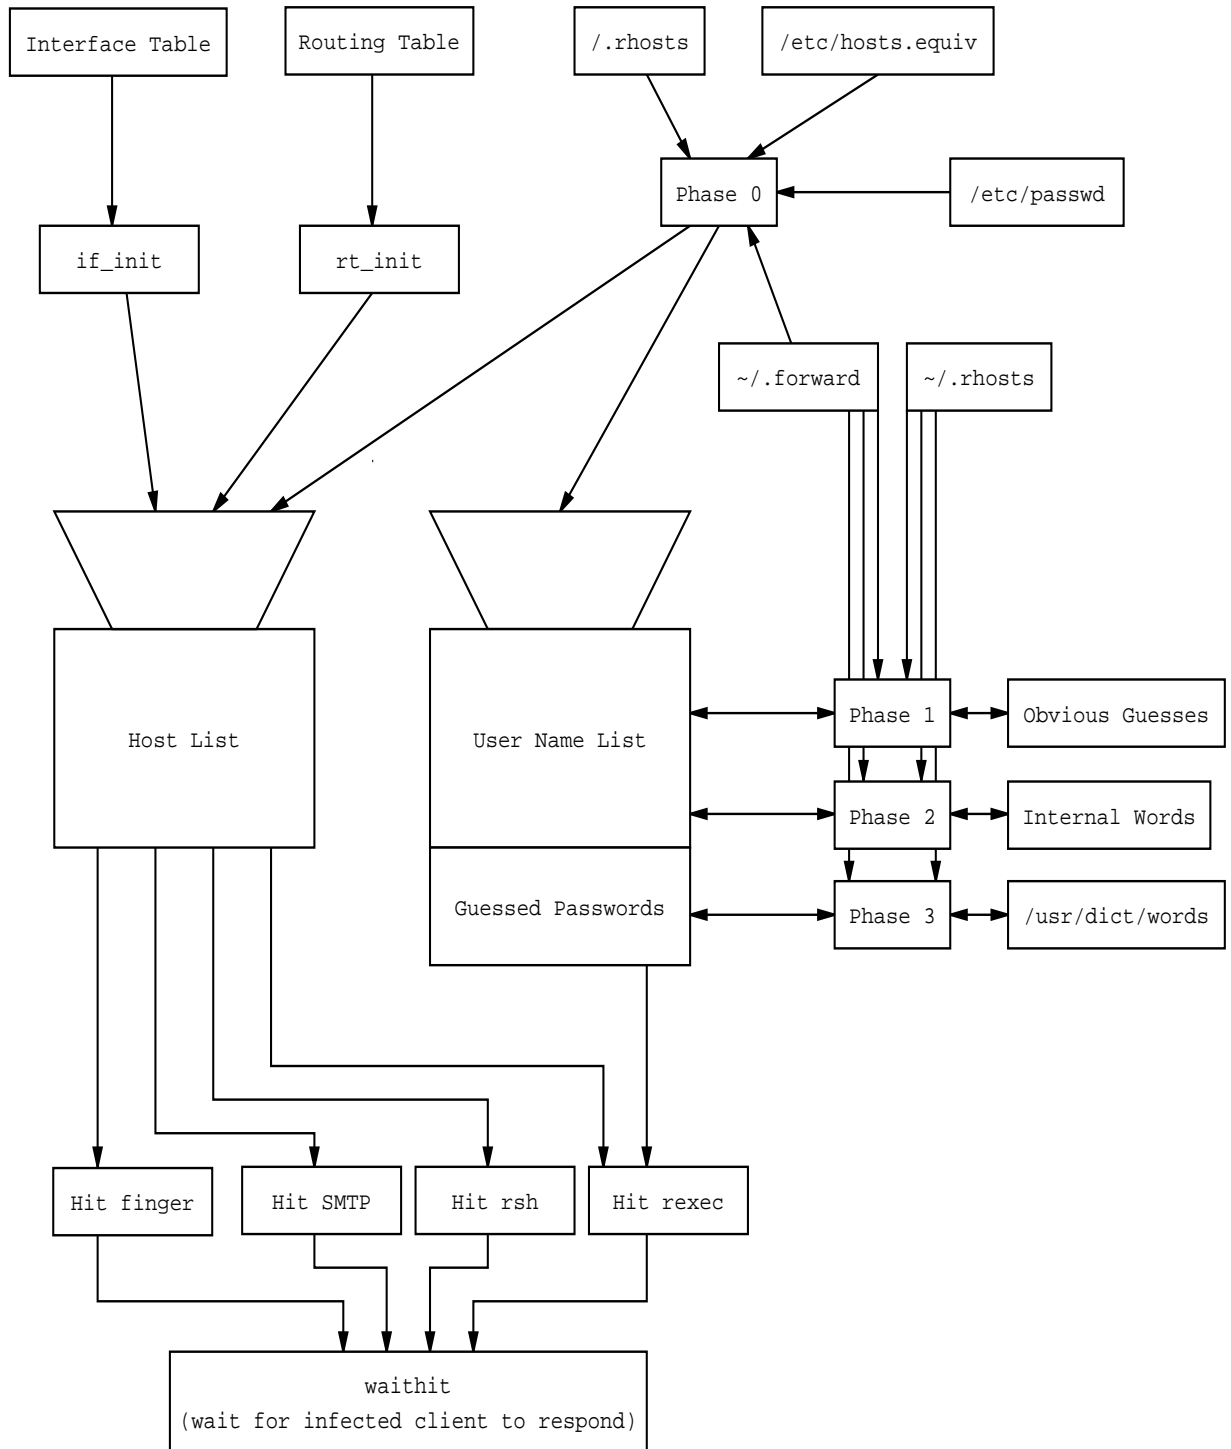 Interface Table
Routing Table
/.rhosts
/etc/hosts.equiv
Phase 0
/etc/passwd
if_init
rt_init
~/.forward
~/.rhosts
Host List
User Name List
Phase 1
Obvious Guesses
Phase 2
Internal Words
Guessed Passwords
Phase 3
/usr/dict/words
Hit finger
Hit SMTP
Hit rsh
Hit rexec
waithit
(wait for infected client to respond)